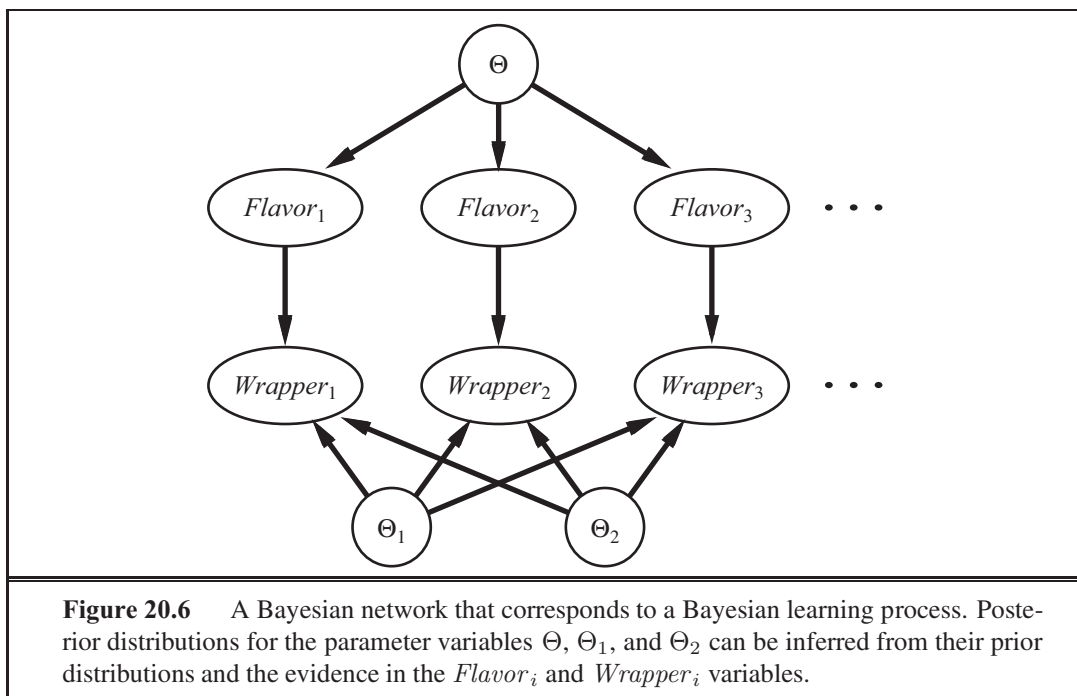 Θ
Flavor₁ Flavor₂ Flavor₃ . . .
Wrapper₁ Wrapper₂ Wrapper₃ . . .
Θ₁ Θ₂
Figure 20.6 A Bayesian network that corresponds to a Bayesian learning process. Poste-
rior distributions for the parameter variables Θ, Θ₁, and Θ₂ can be inferred from their prior
distributions and the evidence in the Flavor ᵢ and Wrapper ᵢ variables.